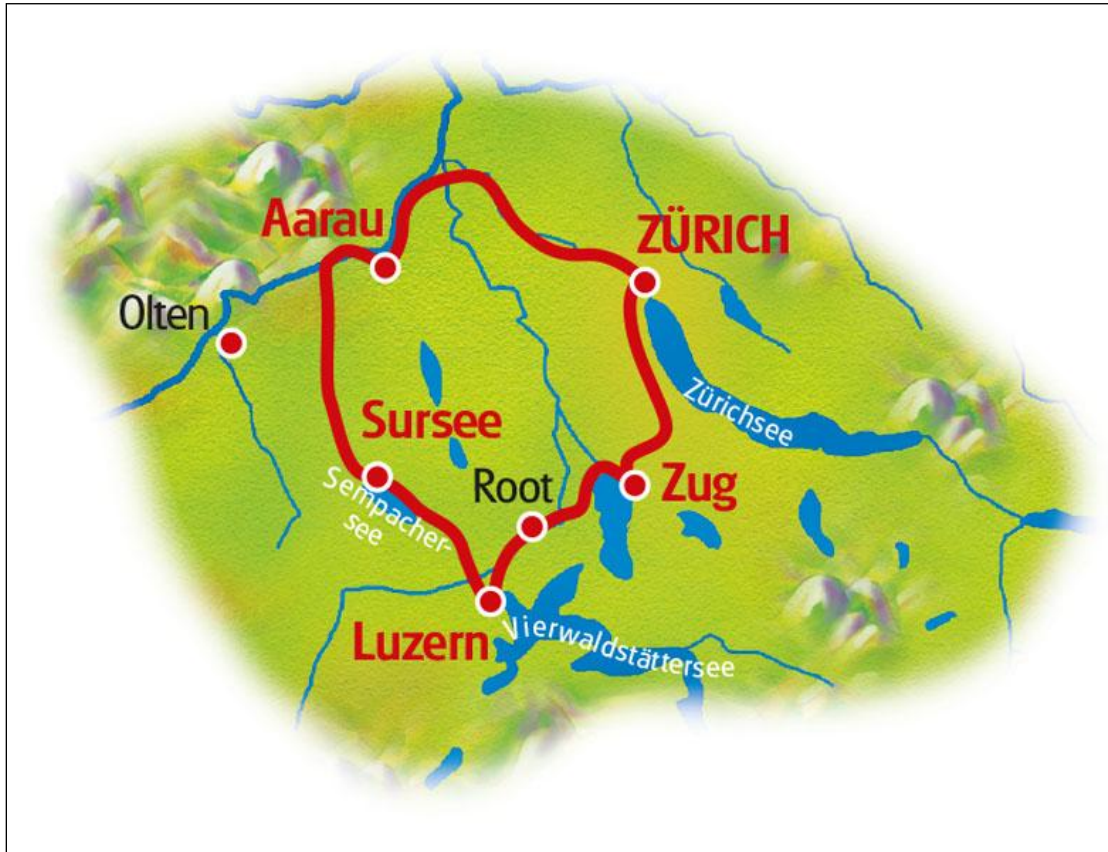 Aarau
ZÜRICH
Olten
Zürichsee
Sursee
Root
Zug
Sempacher-
see
Luzern
Vierwaldstättersee